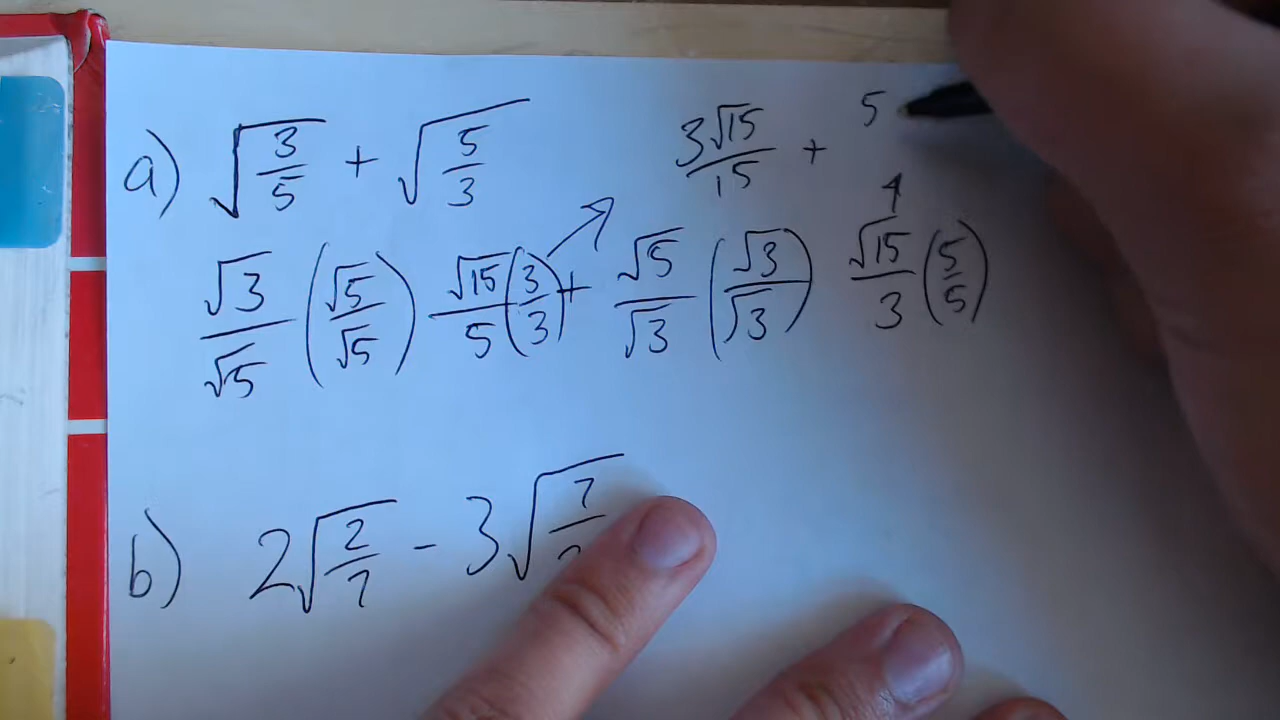 a) √(3/5) + √(5/3)
3√15/15 + 5
√3/√5 (√5/√5) √15/5 (3/3) + √5/√3 (√3/√3) √15/3 (5/5)
b) 2√(2/7) - 3√(7/